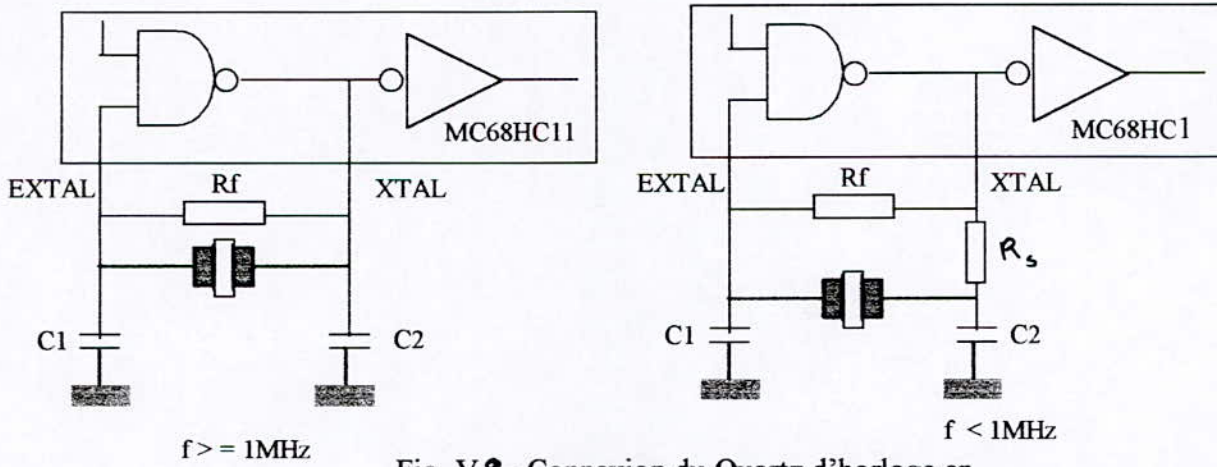 MC68HC11
EXTAL
Rf
XTAL
C1
C2
f > = 1MHz
MC68HC1
EXTAL
Rf
XTAL
Rs
C1
C2
f < 1MHz
Connexion du Quartz d'horloge en